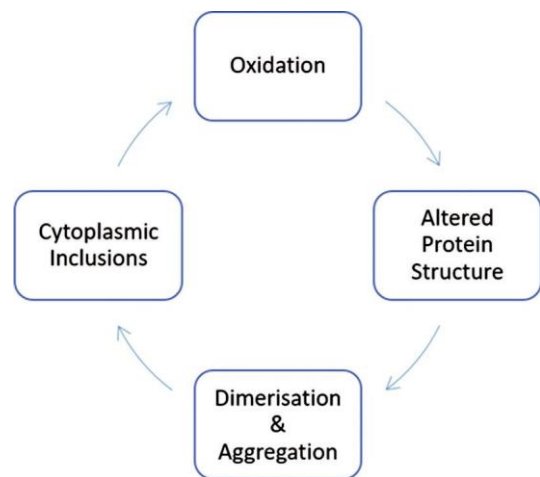 Oxidation
Altered
Protein
Structure
Dimerisation
&
Aggregation
Cytoplasmic
Inclusions